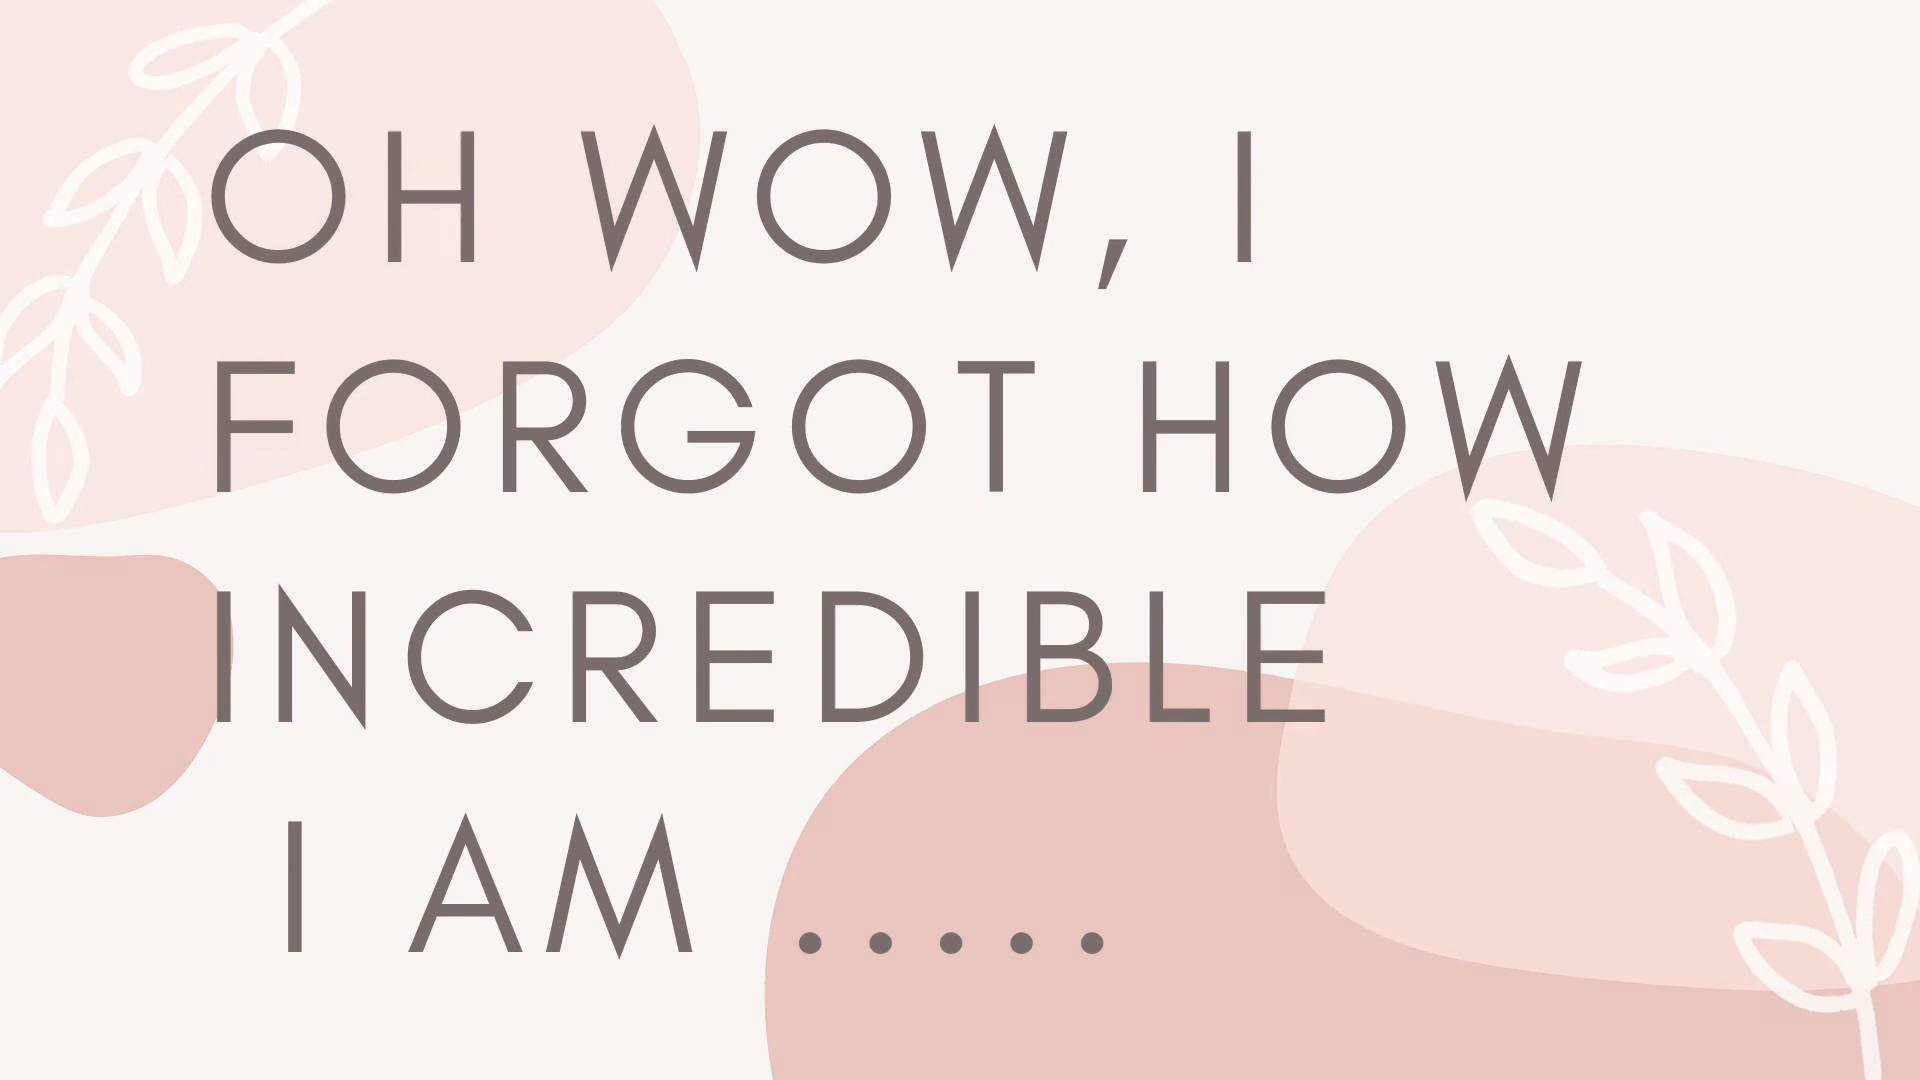 OH WOW, I
FORGOT HOW
INCREDIBLE
I AM .....